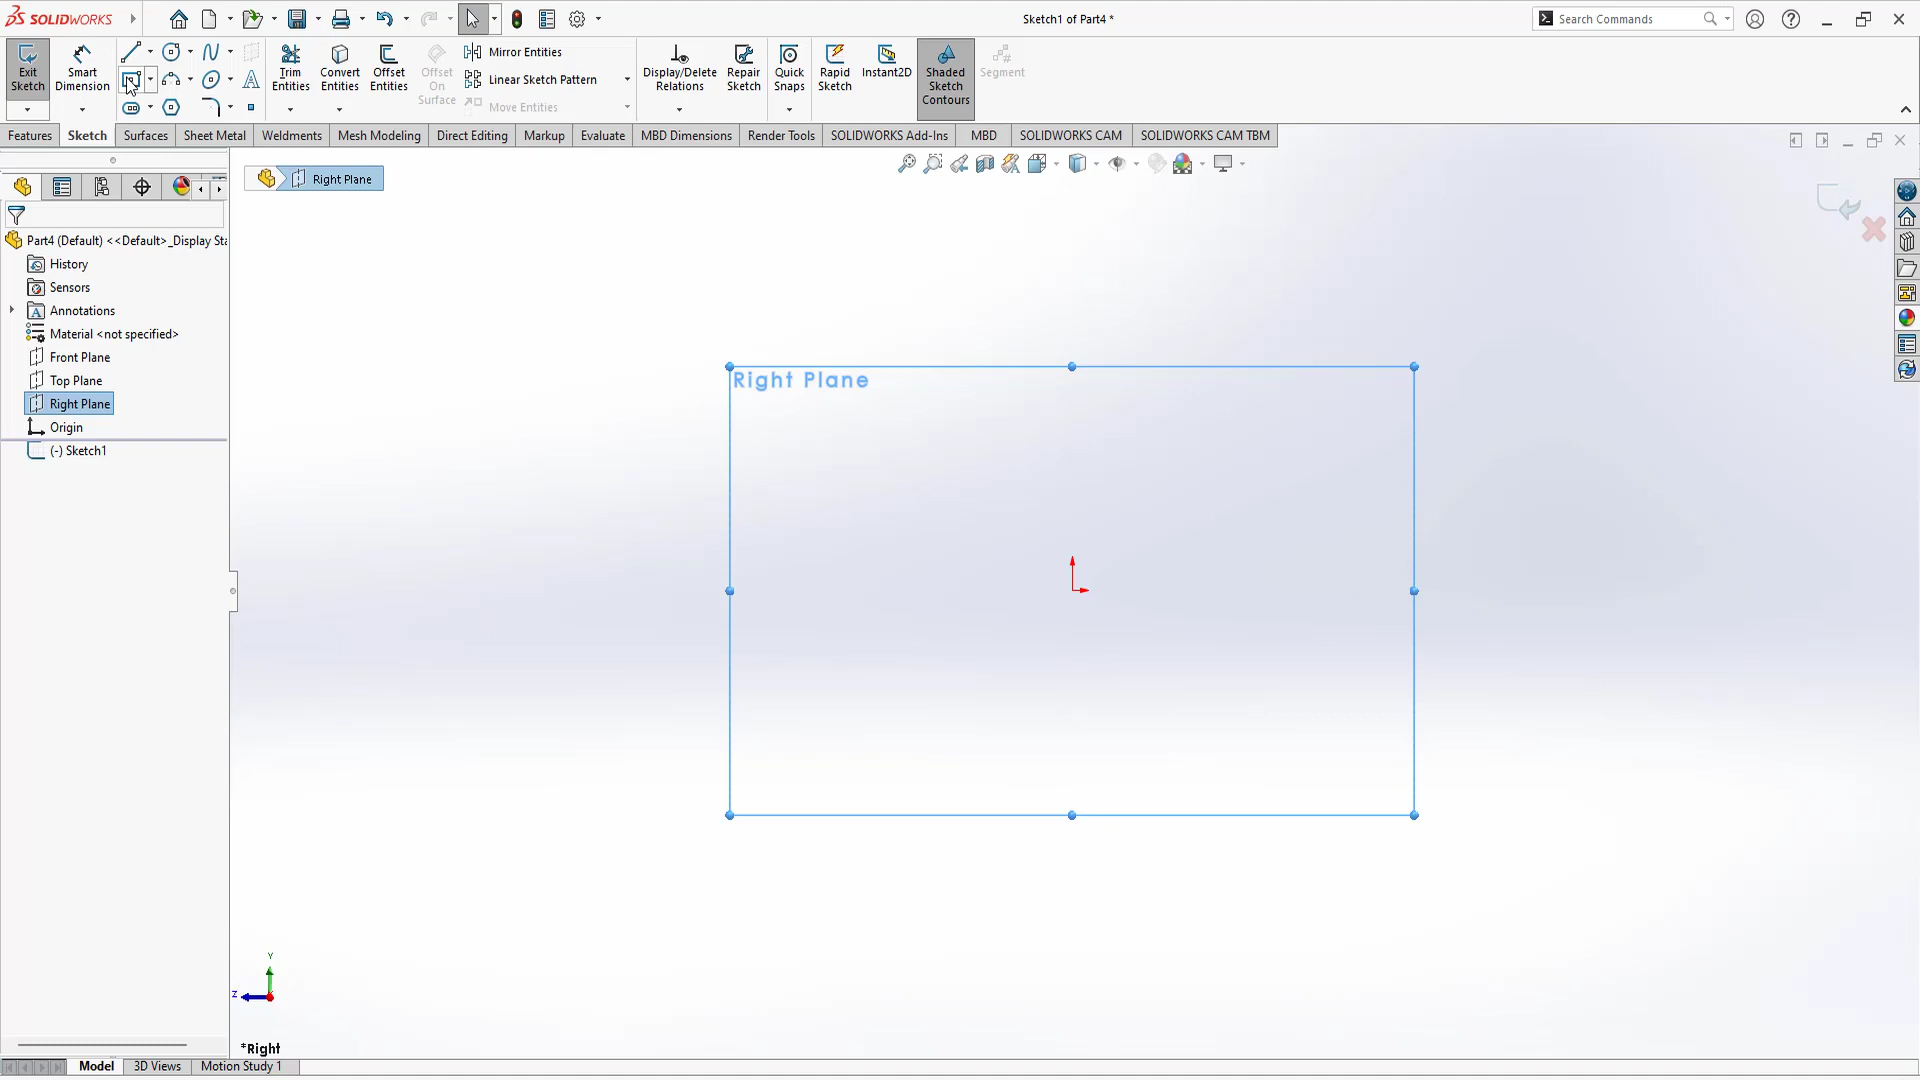 SOLIDWORKS
Sketch1 of Part4 *
Search Commands
Exit Sketch
Smart Dimension
Trim Entities
Convert Entities
Offset Entities
Offset On Surface
Mirror Entities
Linear Sketch Pattern
Move Entities
Display/Delete Relations
Repair Sketch
Quick Snaps
Rapid Sketch
Instant2D
Shaded Sketch Contours
Segment
Features
Sketch
Surfaces
Sheet Metal
Weldments
Mesh Modeling
Direct Editing
Markup
Evaluate
MBD Dimensions
Render Tools
SOLIDWORKS Add-Ins
MBD
SOLIDWORKS CAM
SOLIDWORKS CAM TBM
Right Plane
Part4 (Default) <<Default>_Display Sta
History
Sensors
Annotations
Material <not specified>
Front Plane
Top Plane
Right Plane
Origin
(-) Sketch1
Right Plane
Y
Z
*Right
Model
3D Views
Motion Study 1